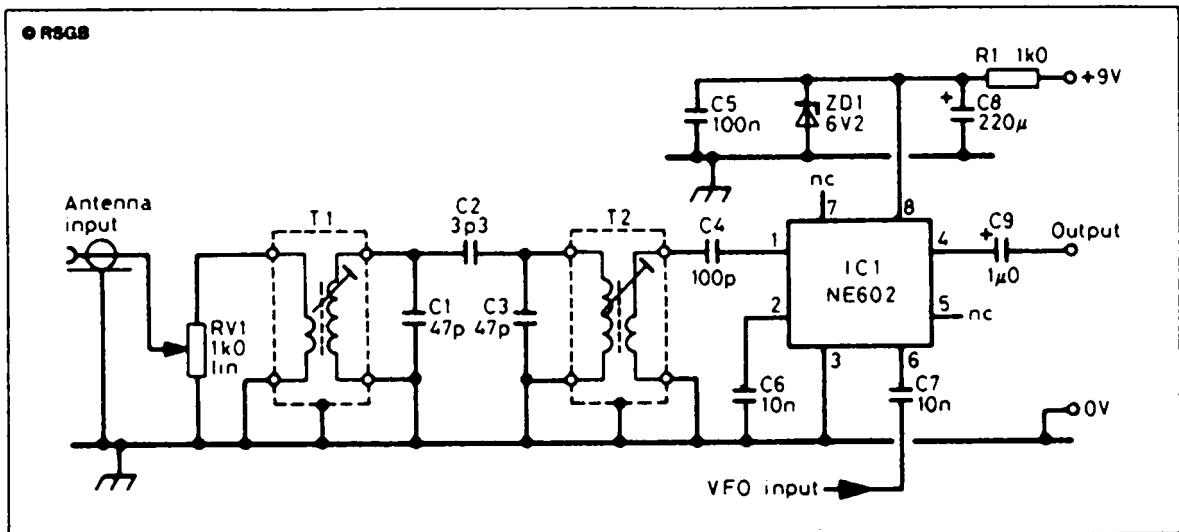 © RSGB
R1 1k0
+9V
C5
100n
ZD1
6V2
+
C8
220µ
nc
Antenna
input
T1
C2
3p3
T2
C4
100p
7
8
1
4
+
C9
1µ0
Output
IC1
NE602
RV1
1k0
lin
C1
47p
C3
47p
2
5
nc
3
6
C6
10n
C7
10n
0V
VFO input